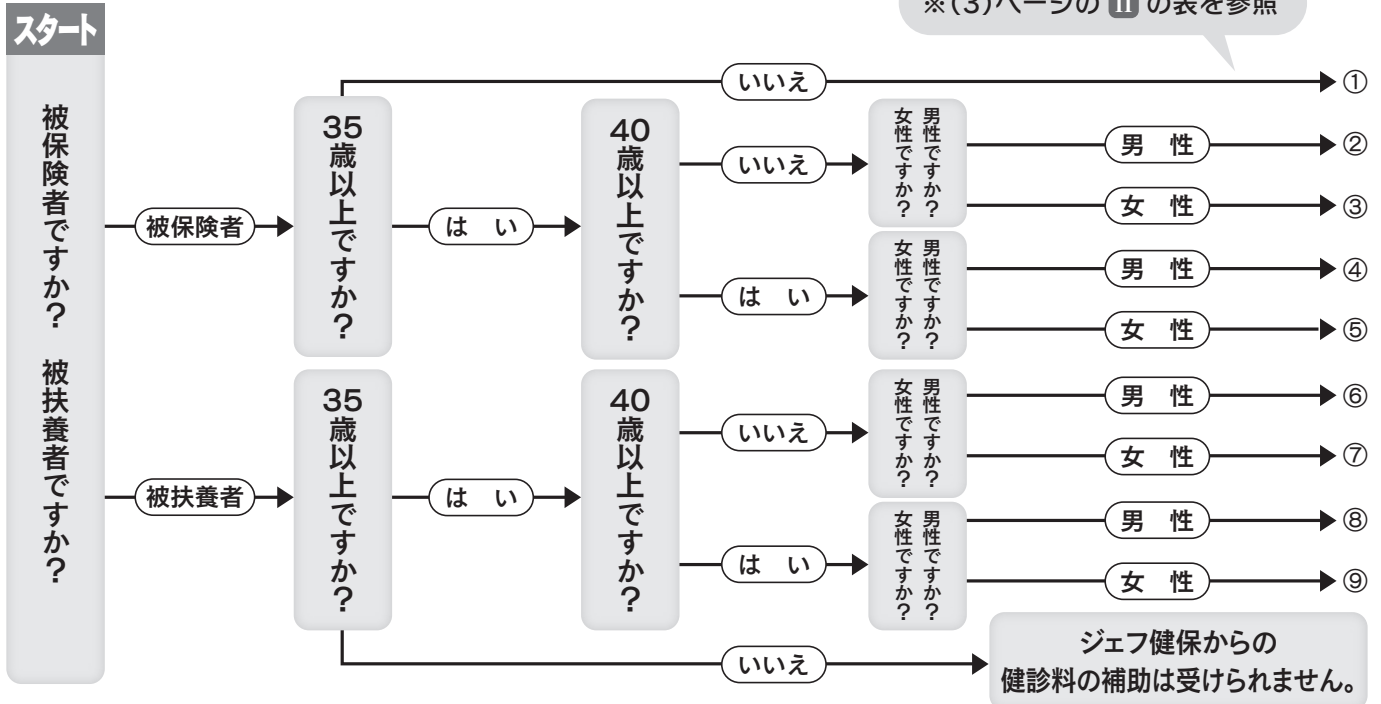 ※(3)ページの II の表を参照
スタート
被保険者ですか? 被扶養者ですか?
被保険者
35歳以上ですか?
いいえ
①
は い
40歳以上ですか?
いいえ
男性ですか?
女性ですか?
男 性
②
女 性
③
は い
男性ですか?
女性ですか?
男 性
④
女 性
⑤
被扶養者
35歳以上ですか?
は い
40歳以上ですか?
いいえ
男性ですか?
女性ですか?
男 性
⑥
女 性
⑦
は い
男性ですか?
女性ですか?
男 性
⑧
女 性
⑨
いいえ
ジェフ健保からの
健診料の補助は受けられません。